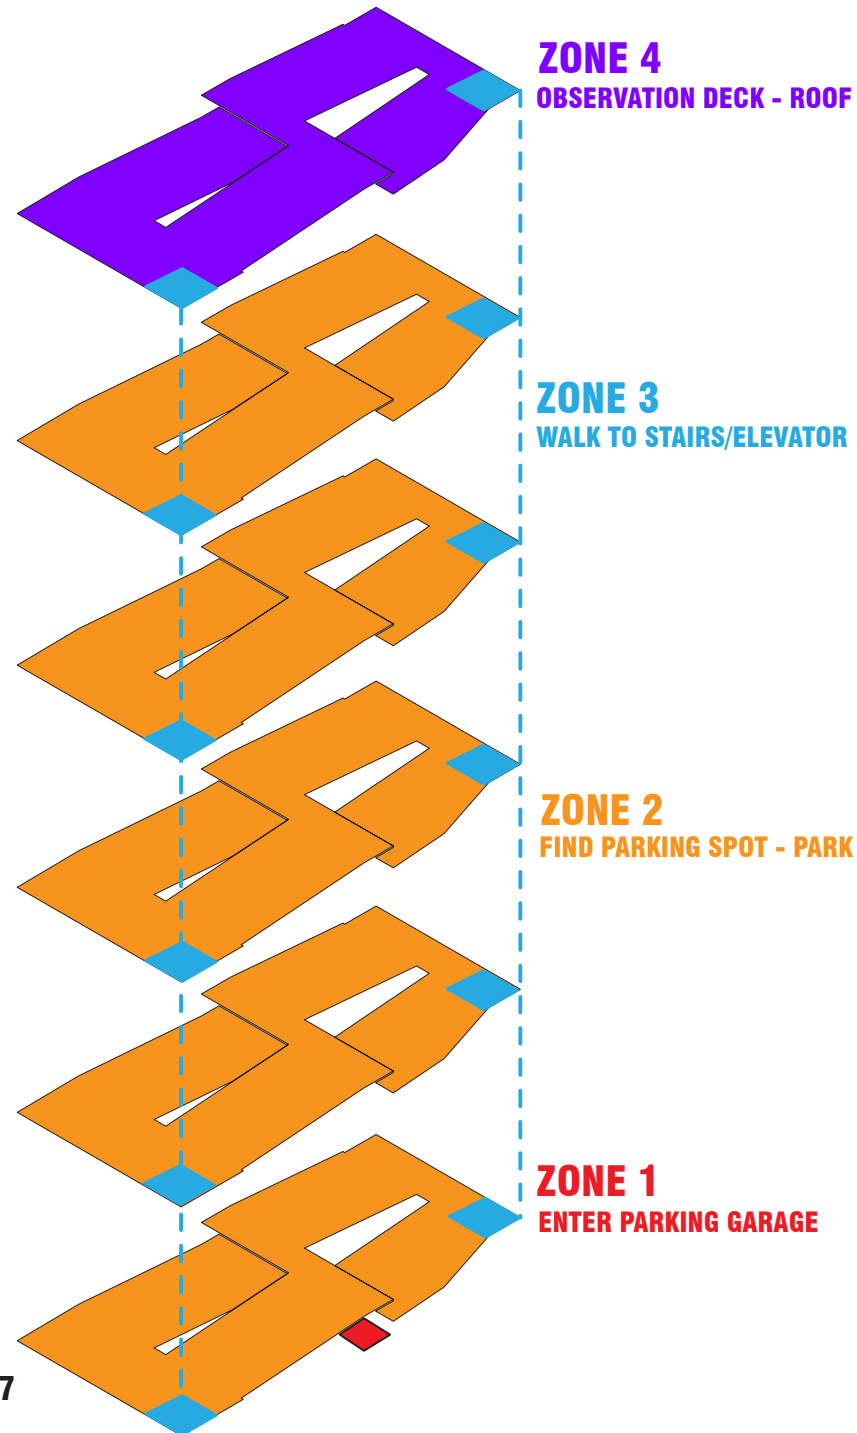 ZONE 4
OBSERVATION DECK - ROOF
ZONE 3
WALK TO STAIRS/ELEVATOR
ZONE 2
FIND PARKING SPOT - PARK
ZONE 1
ENTER PARKING GARAGE
7